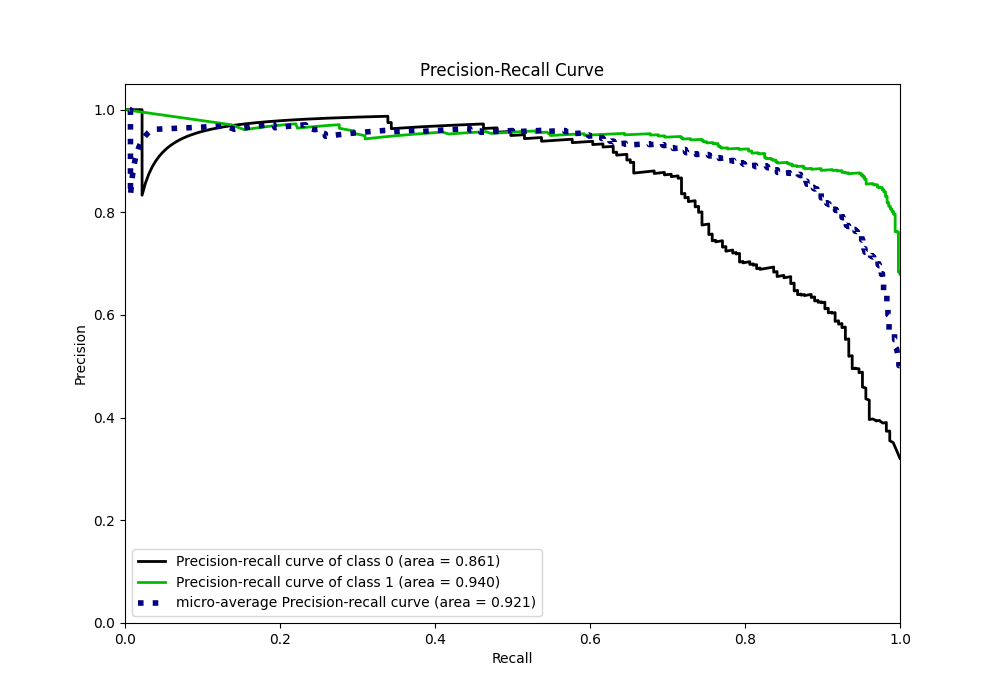 Precision-Recall Curve
1.0
0.8
0.6
0.4
0.2
0.0
Precision
Precision-recall curve of class 0 (area = 0.861)
Precision-recall curve of class 1 (area = 0.940)
micro-average Precision-recall curve (area = 0.921)
0.0 0.2 0.4 0.6 0.8 1.0
Recall